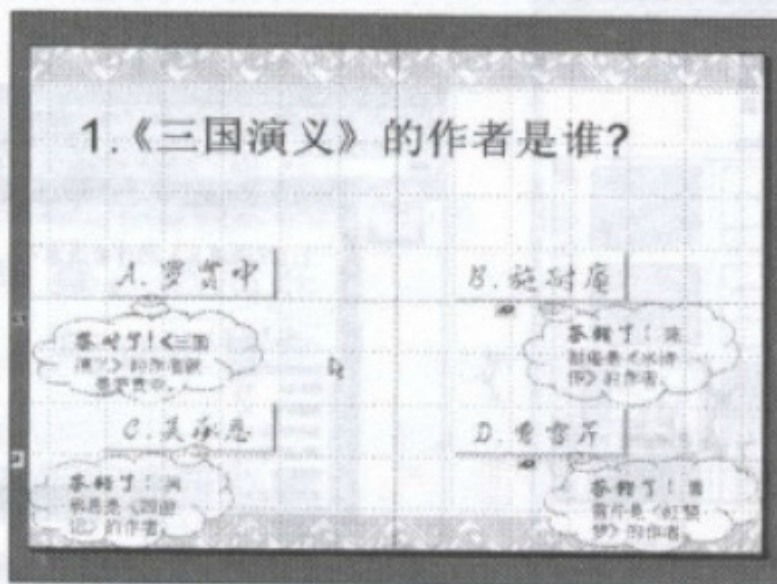 1.《三国演义》的作者是谁?
A.罗贯中
B.施耐庵
答对了!《三国
演义》的作者就
是罗贯中。
答错了!施
耐庵是《水浒
传》的作者。
C.吴承恩
D.曹雪芹
答错了!吴
承恩是《西游
记》的作者。
答错了!曹
雪芹是《红楼
梦》的作者。